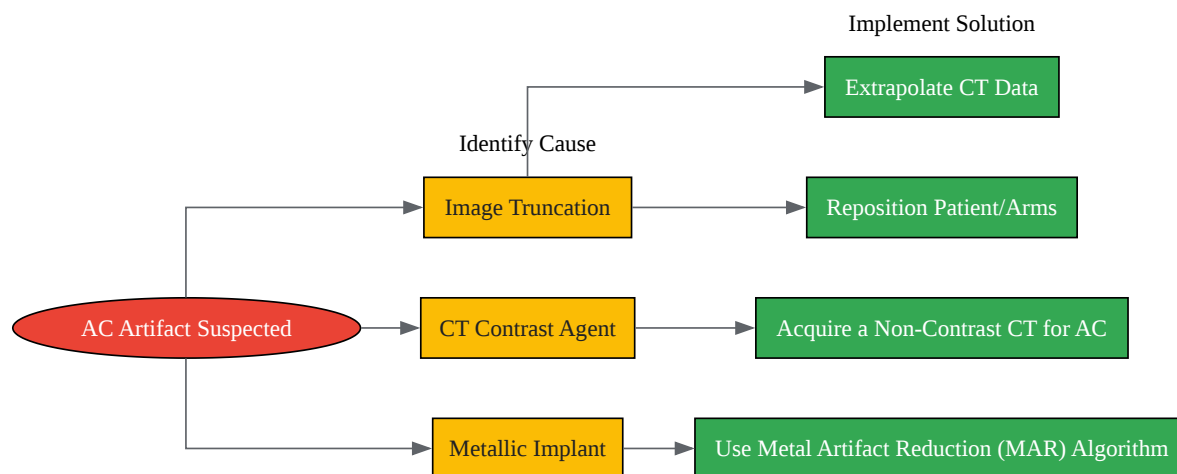 Implement Solution
Extrapolate CT Data
Identify Cause
Image Truncation
Reposition Patient/Arms
AC Artifact Suspected
CT Contrast Agent
Acquire a Non-Contrast CT for AC
Metallic Implant
Use Metal Artifact Reduction (MAR) Algorithm